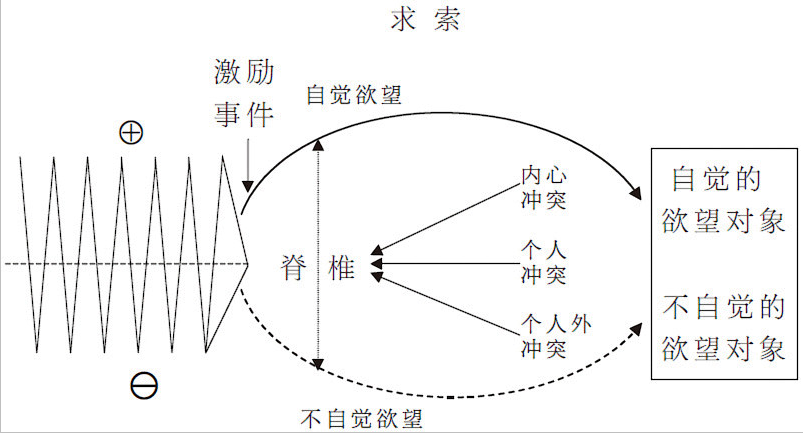 求 索
激励
事件
自觉欲望
⊕
内心
冲突
自觉的
欲望对象
脊 椎
个人
冲突
个人外
冲突
不自觉的
欲望对象
⊖
不自觉欲望